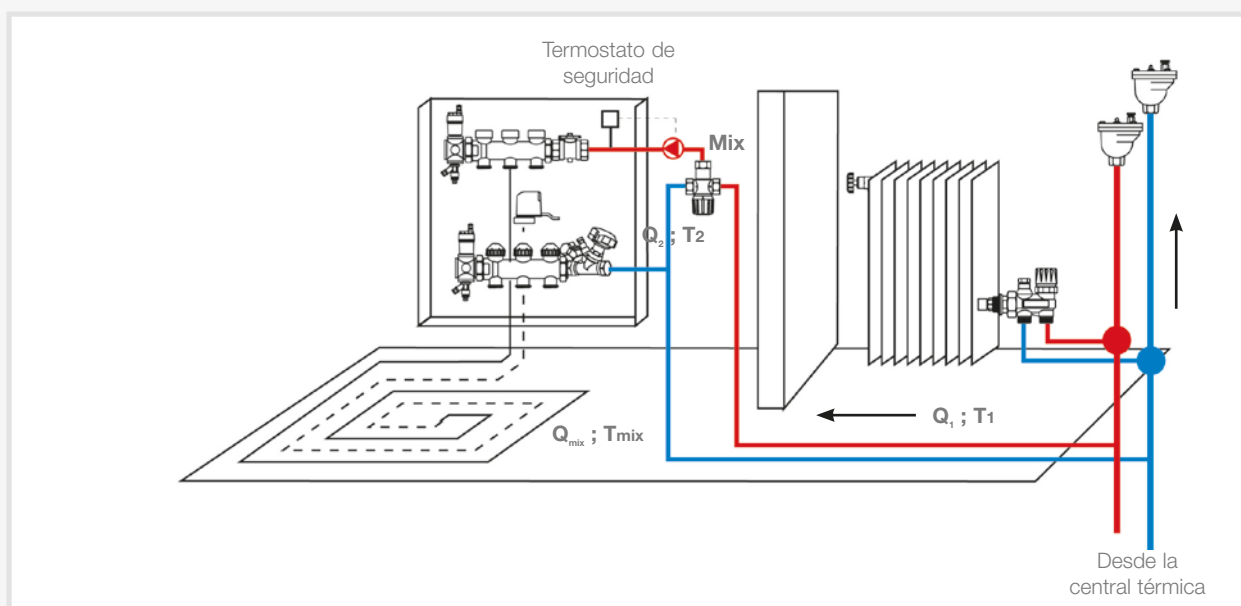 Termostato de
seguridad
Mix
Q₂ ; T2
Q₁ ; T1
Qmix ; Tmix
Desde la
central térmica